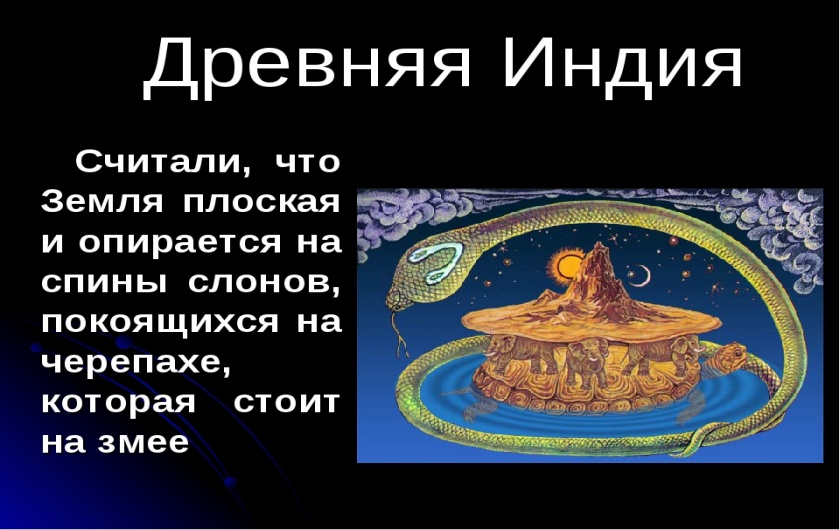 Древняя Индия
Считали, что
Земля плоская
и опирается на
спины слонов,
покоящихся на
черепахе,
которая стоит
на змее